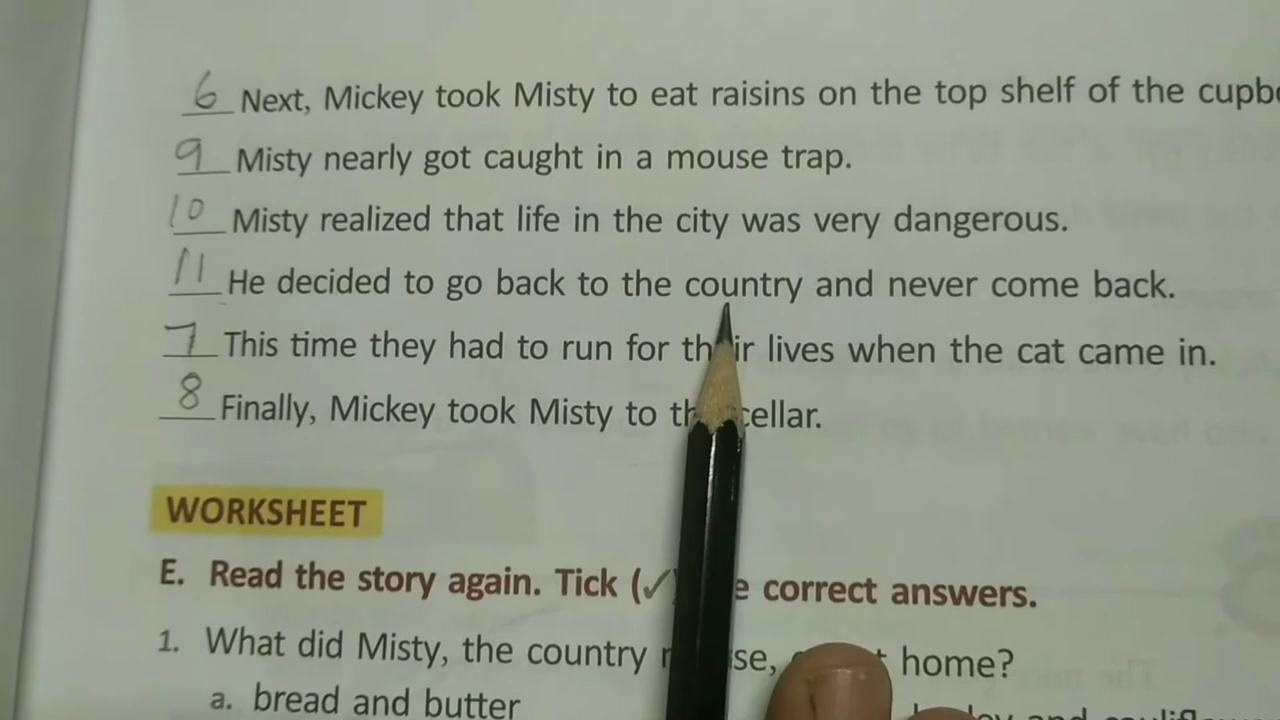 6 Next, Mickey took Misty to eat raisins on the top shelf of the
9 Misty nearly got caught in a mouse trap.
10 Misty realized that life in the city was very dangerous.
11 He decided to go back to the country and never come back.
7 This time they had to run for their lives when the cat came in.
8 Finally, Mickey took Misty to the cellar.
WORKSHEET
E. Read the story again. Tick (✓) correct answers.
1. What did Misty, the country home?
a. bread and butter and